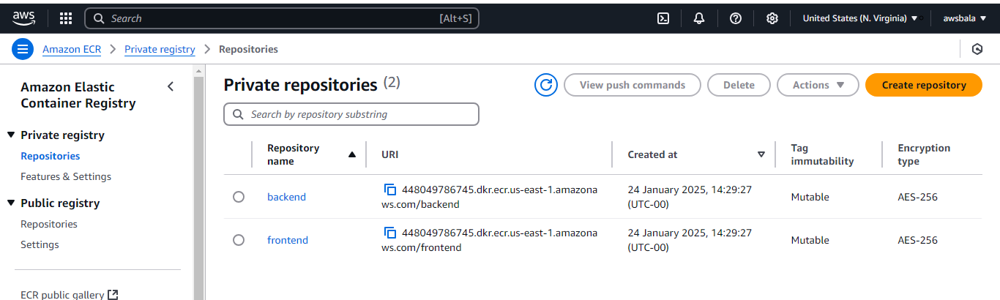 aws
Search [Alt+S] United States (N. Virginia) awsbala
Amazon ECR Private registry Repositories
Amazon Elastic
Container Registry
Private registry
Repositories
Features & Settings
Public registry
Repositories
Settings
ECR public gallery
Private repositories (2)
View push commands Delete Actions Create repository
Search by repository substring
Repository
name
URI
Created at
Tag
immutability
Encryption
type
backend
448049786745.dkr.ecr.us-east-1.amazona
ws.com/backend
24 January 2025, 14:29:27
(UTC-00)
Mutable
AES-256
frontend
448049786745.dkr.ecr.us-east-1.amazona
ws.com/frontend
24 January 2025, 14:29:27
(UTC-00)
Mutable
AES-256